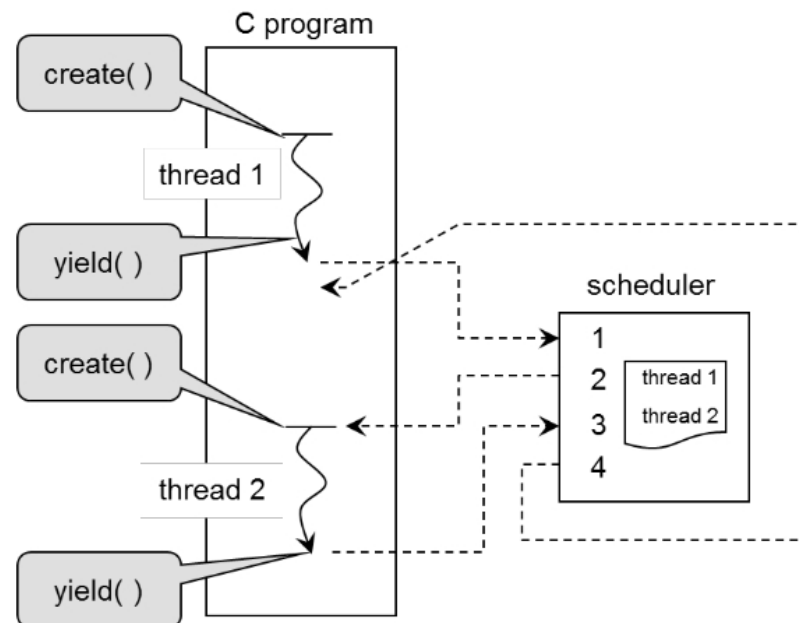 C program
create( )
thread 1
yield( )
create( )
thread 2
yield( )
scheduler
1
2
3
4
thread 1
thread 2